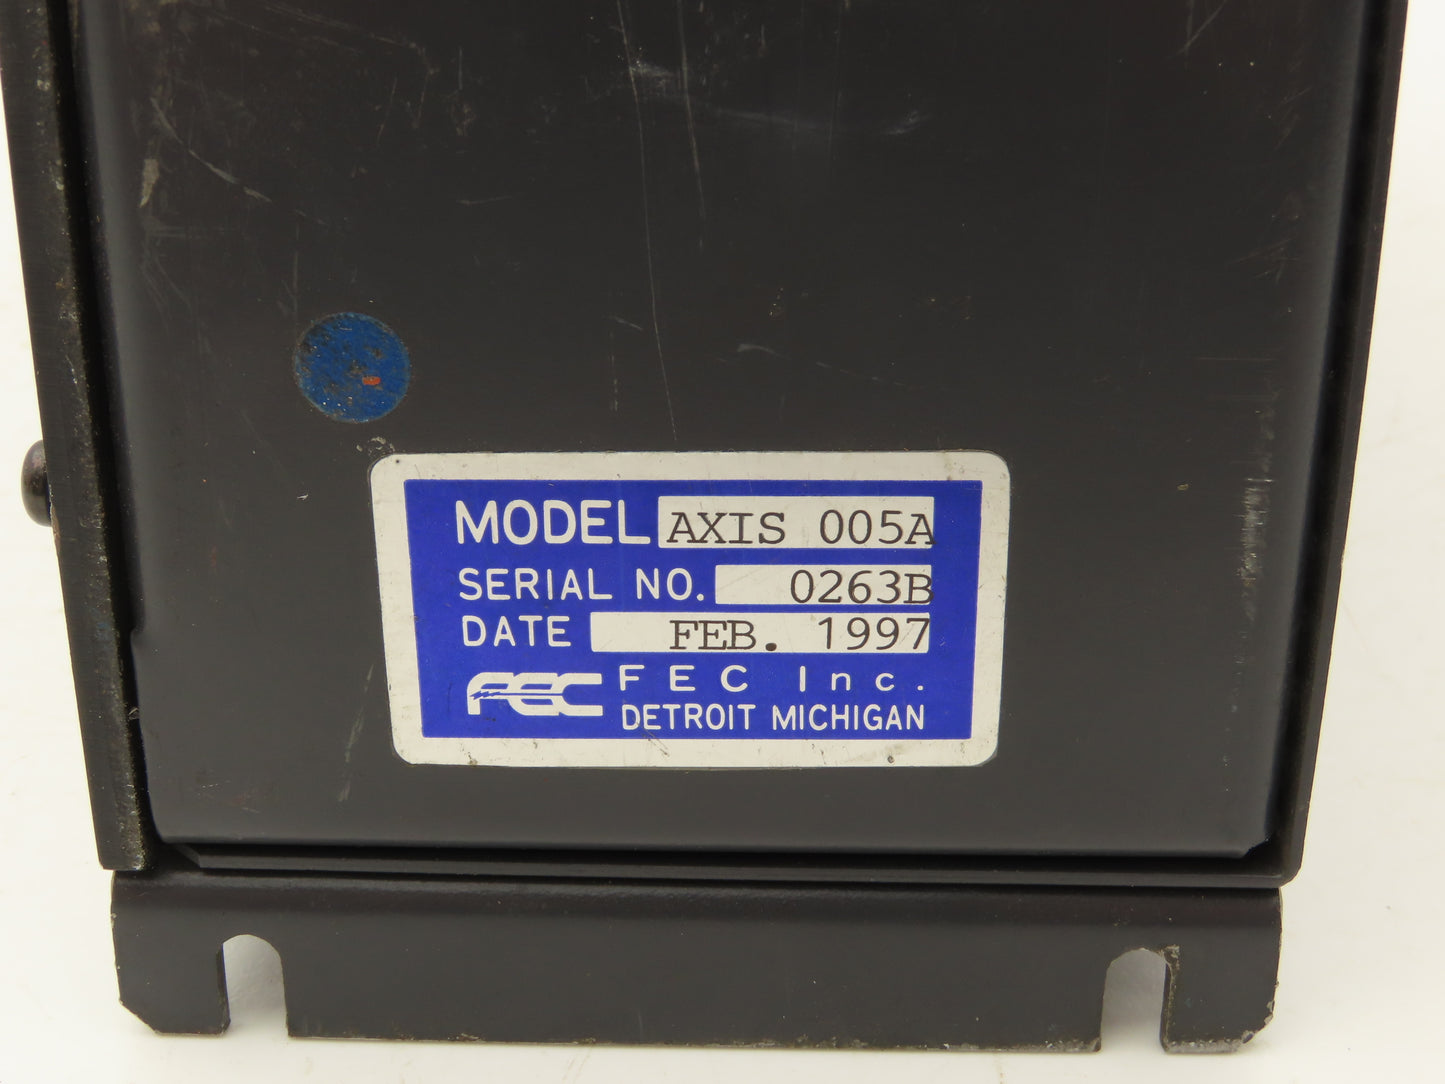 MODEL AXIS 005A
SERIAL NO. 0263B
DATE FEB. 1997
FEC FEC Inc.
DETROIT MICHIGAN